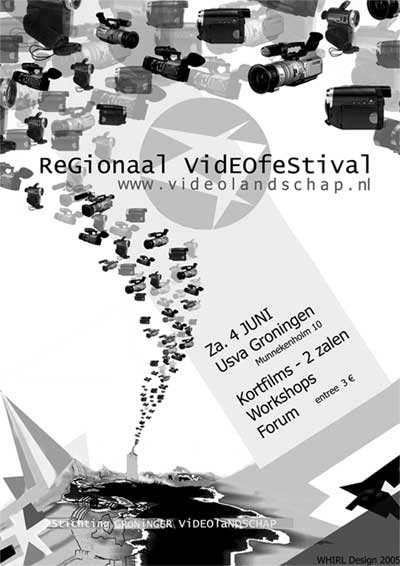 ReGionaal VidEOfeStival
www.videolandschap.nl
Za. 4 JUNI
Usva Groningen
Munnekenholm 10
Kortfilms - 2 zalen
Workshops
Forum entree 3 €
Stichting GRONINGER VIDEOlaNDSCHAP
WHIRL Design 2005